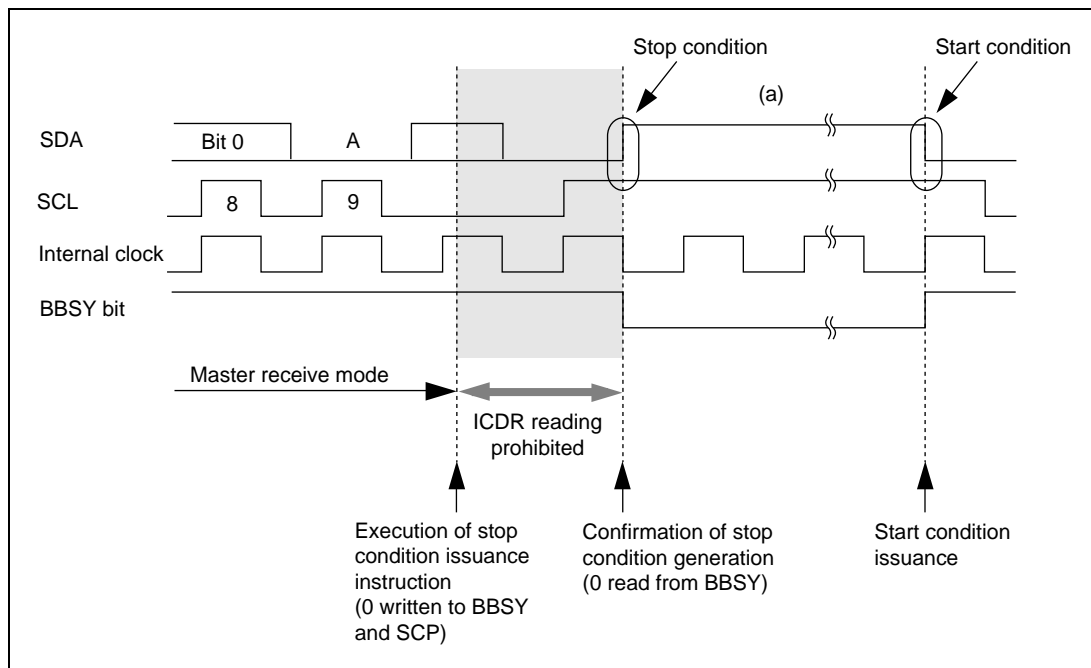 Stop condition
Start condition
(a)
SDA
Bit 0
A
SCL
8
9
Internal clock
BBSY bit
Master receive mode
ICDR reading
prohibited
Execution of stop
condition issuance
instruction
(0 written to BBSY
and SCP)
Confirmation of stop
condition generation
(0 read from BBSY)
Start condition
issuance